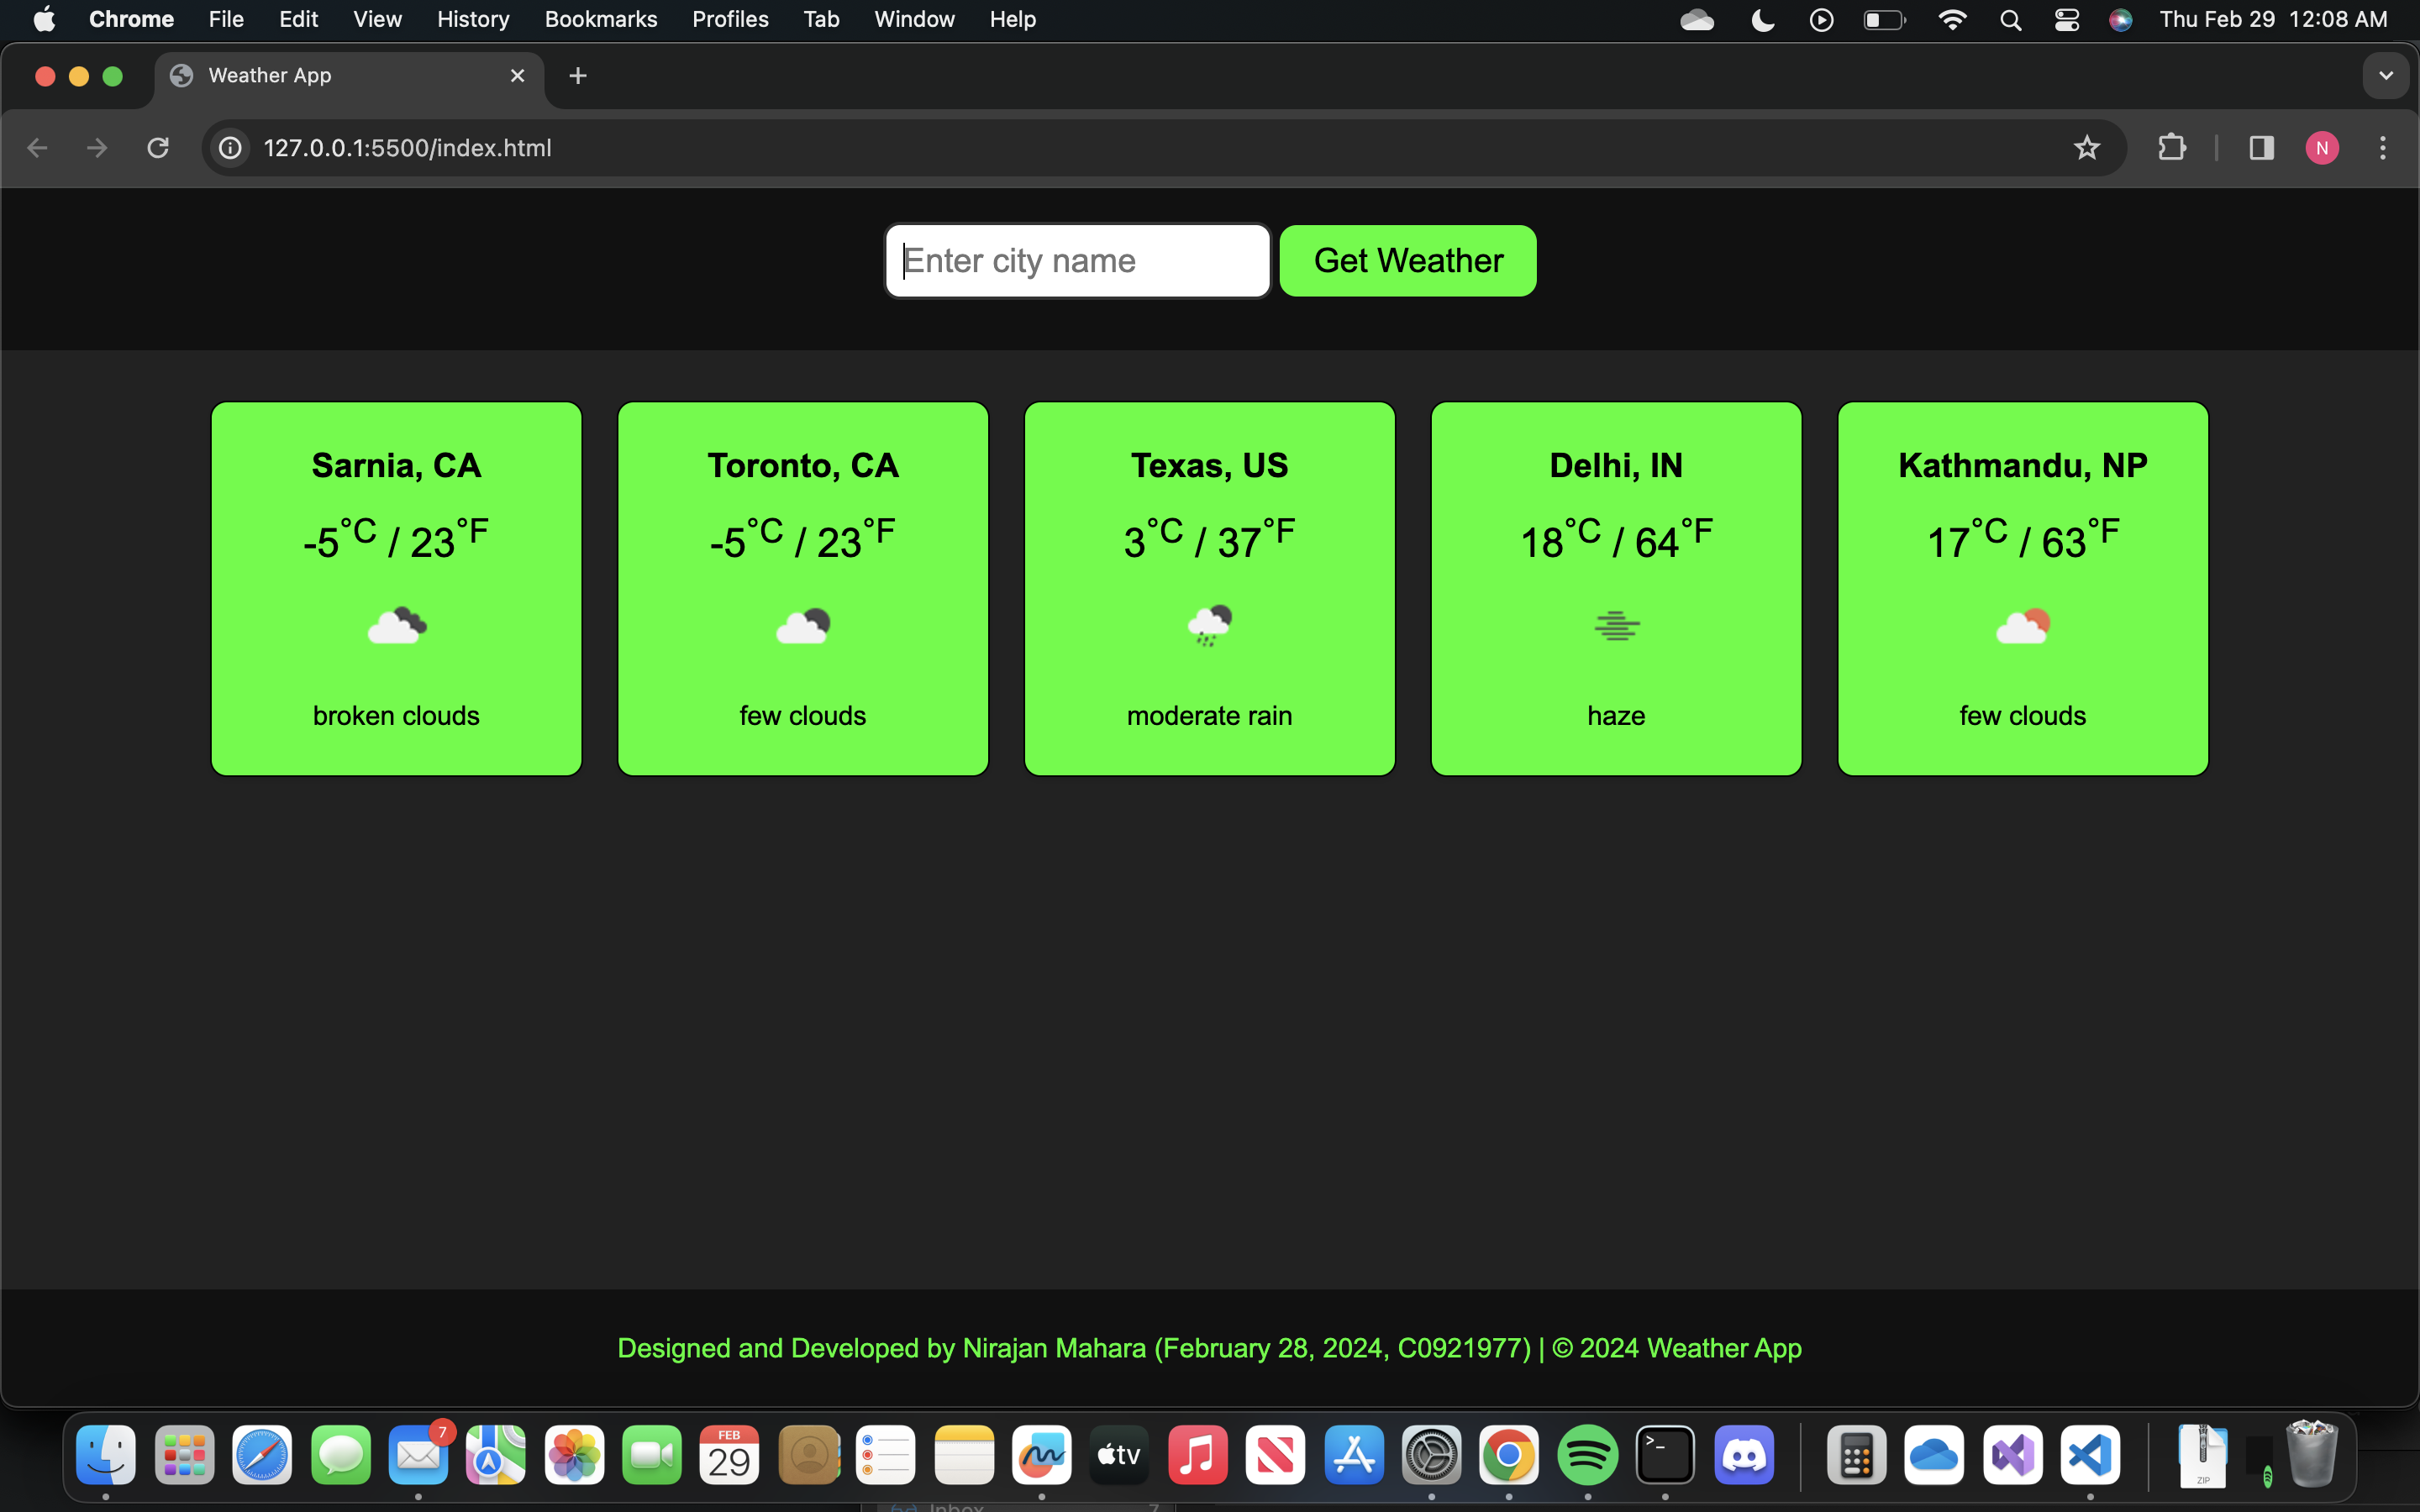 Chrome File Edit View History Bookmarks Profiles Tab Window Help Thu Feb 29 12:08 AM
Weather App
127.0.0.1:5500/index.html N
Enter city name Get Weather
Sarnia, CA Toronto, CA Texas, US Delhi, IN Kathmandu, NP
-5°C / 23°F -5°C / 23°F 3°C / 37°F 18°C / 64°F 17°C / 63°F
broken clouds few clouds moderate rain haze few clouds
Designed and Developed by Nirajan Mahara (February 28, 2024, C0921977) | © 2024 Weather App
7 FEB
29 tv >_ ZIP
Inbox 7